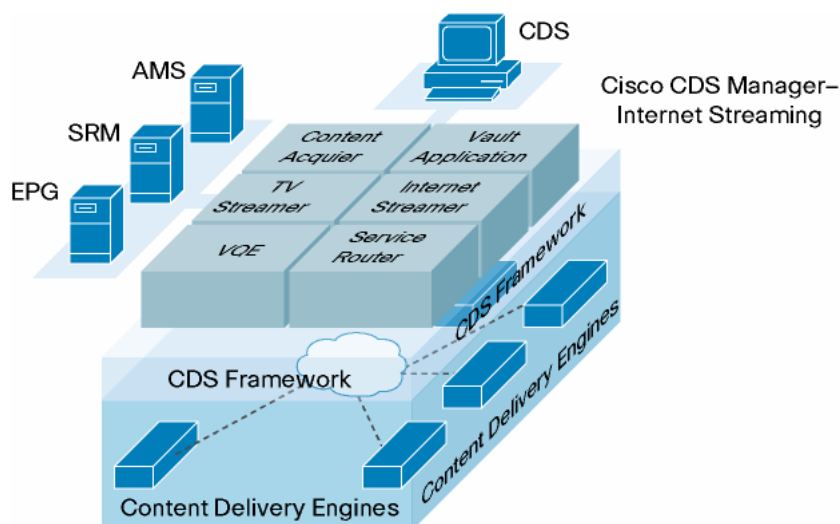 CDS
AMS
Cisco CDS Manager–
Internet Streaming
SRM
EPG
Content
Acquier
Vault
Application
TV
Streamer
Internet
Streamer
VQE
Service
Router
CDS Framework
CDS Framework
Content Delivery Engines
Content Delivery Engines